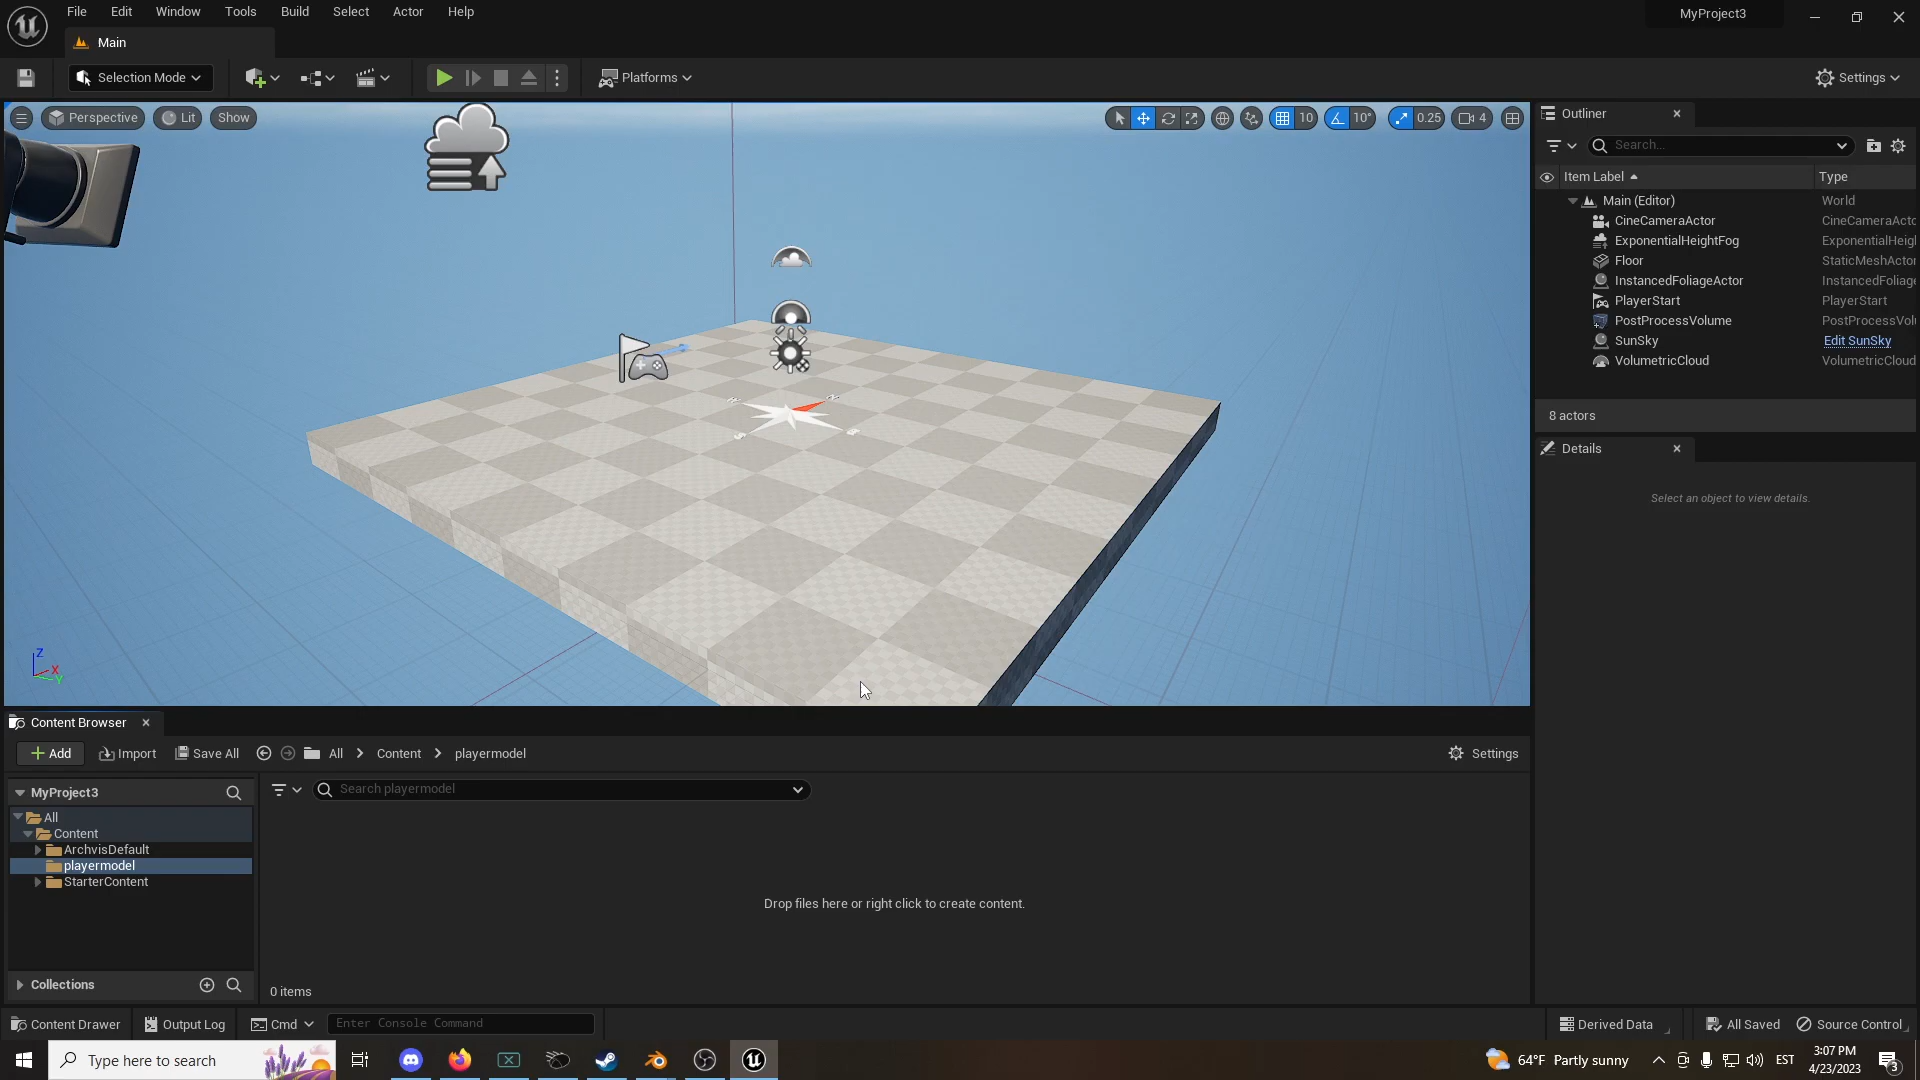 File Edit Window Tools Build Select Actor Help
MyProject3
Main
Selection Mode
Platforms
Settings
Perspective Lit Show
10 10° 0.25 4
Outliner
Search...
Item Label Type
Main (Editor) World
CineCameraActor CineCameraActo
ExponentialHeightFog ExponentialHeigh
Floor StaticMeshActor
InstancedFoliageActor InstancedFoliage
PlayerStart PlayerStart
PostProcessVolume PostProcessVolu
SunSky Edit SunSky
VolumetricCloud VolumetricCloud
8 actors
Details
Select an object to view details.
Z
X
Y
Content Browser
Add Import Save All All Content playermodel Settings
MyProject3
Search playermodel
All
Content
ArchvisDefault
playermodel
StarterContent
Drop files here or right click to create content.
Collections
0 items
Content Drawer Output Log Cmd Enter Console Command Derived Data All Saved Source Control
Type here to search
64°F Partly sunny
EST
3:07 PM
4/23/2023
3